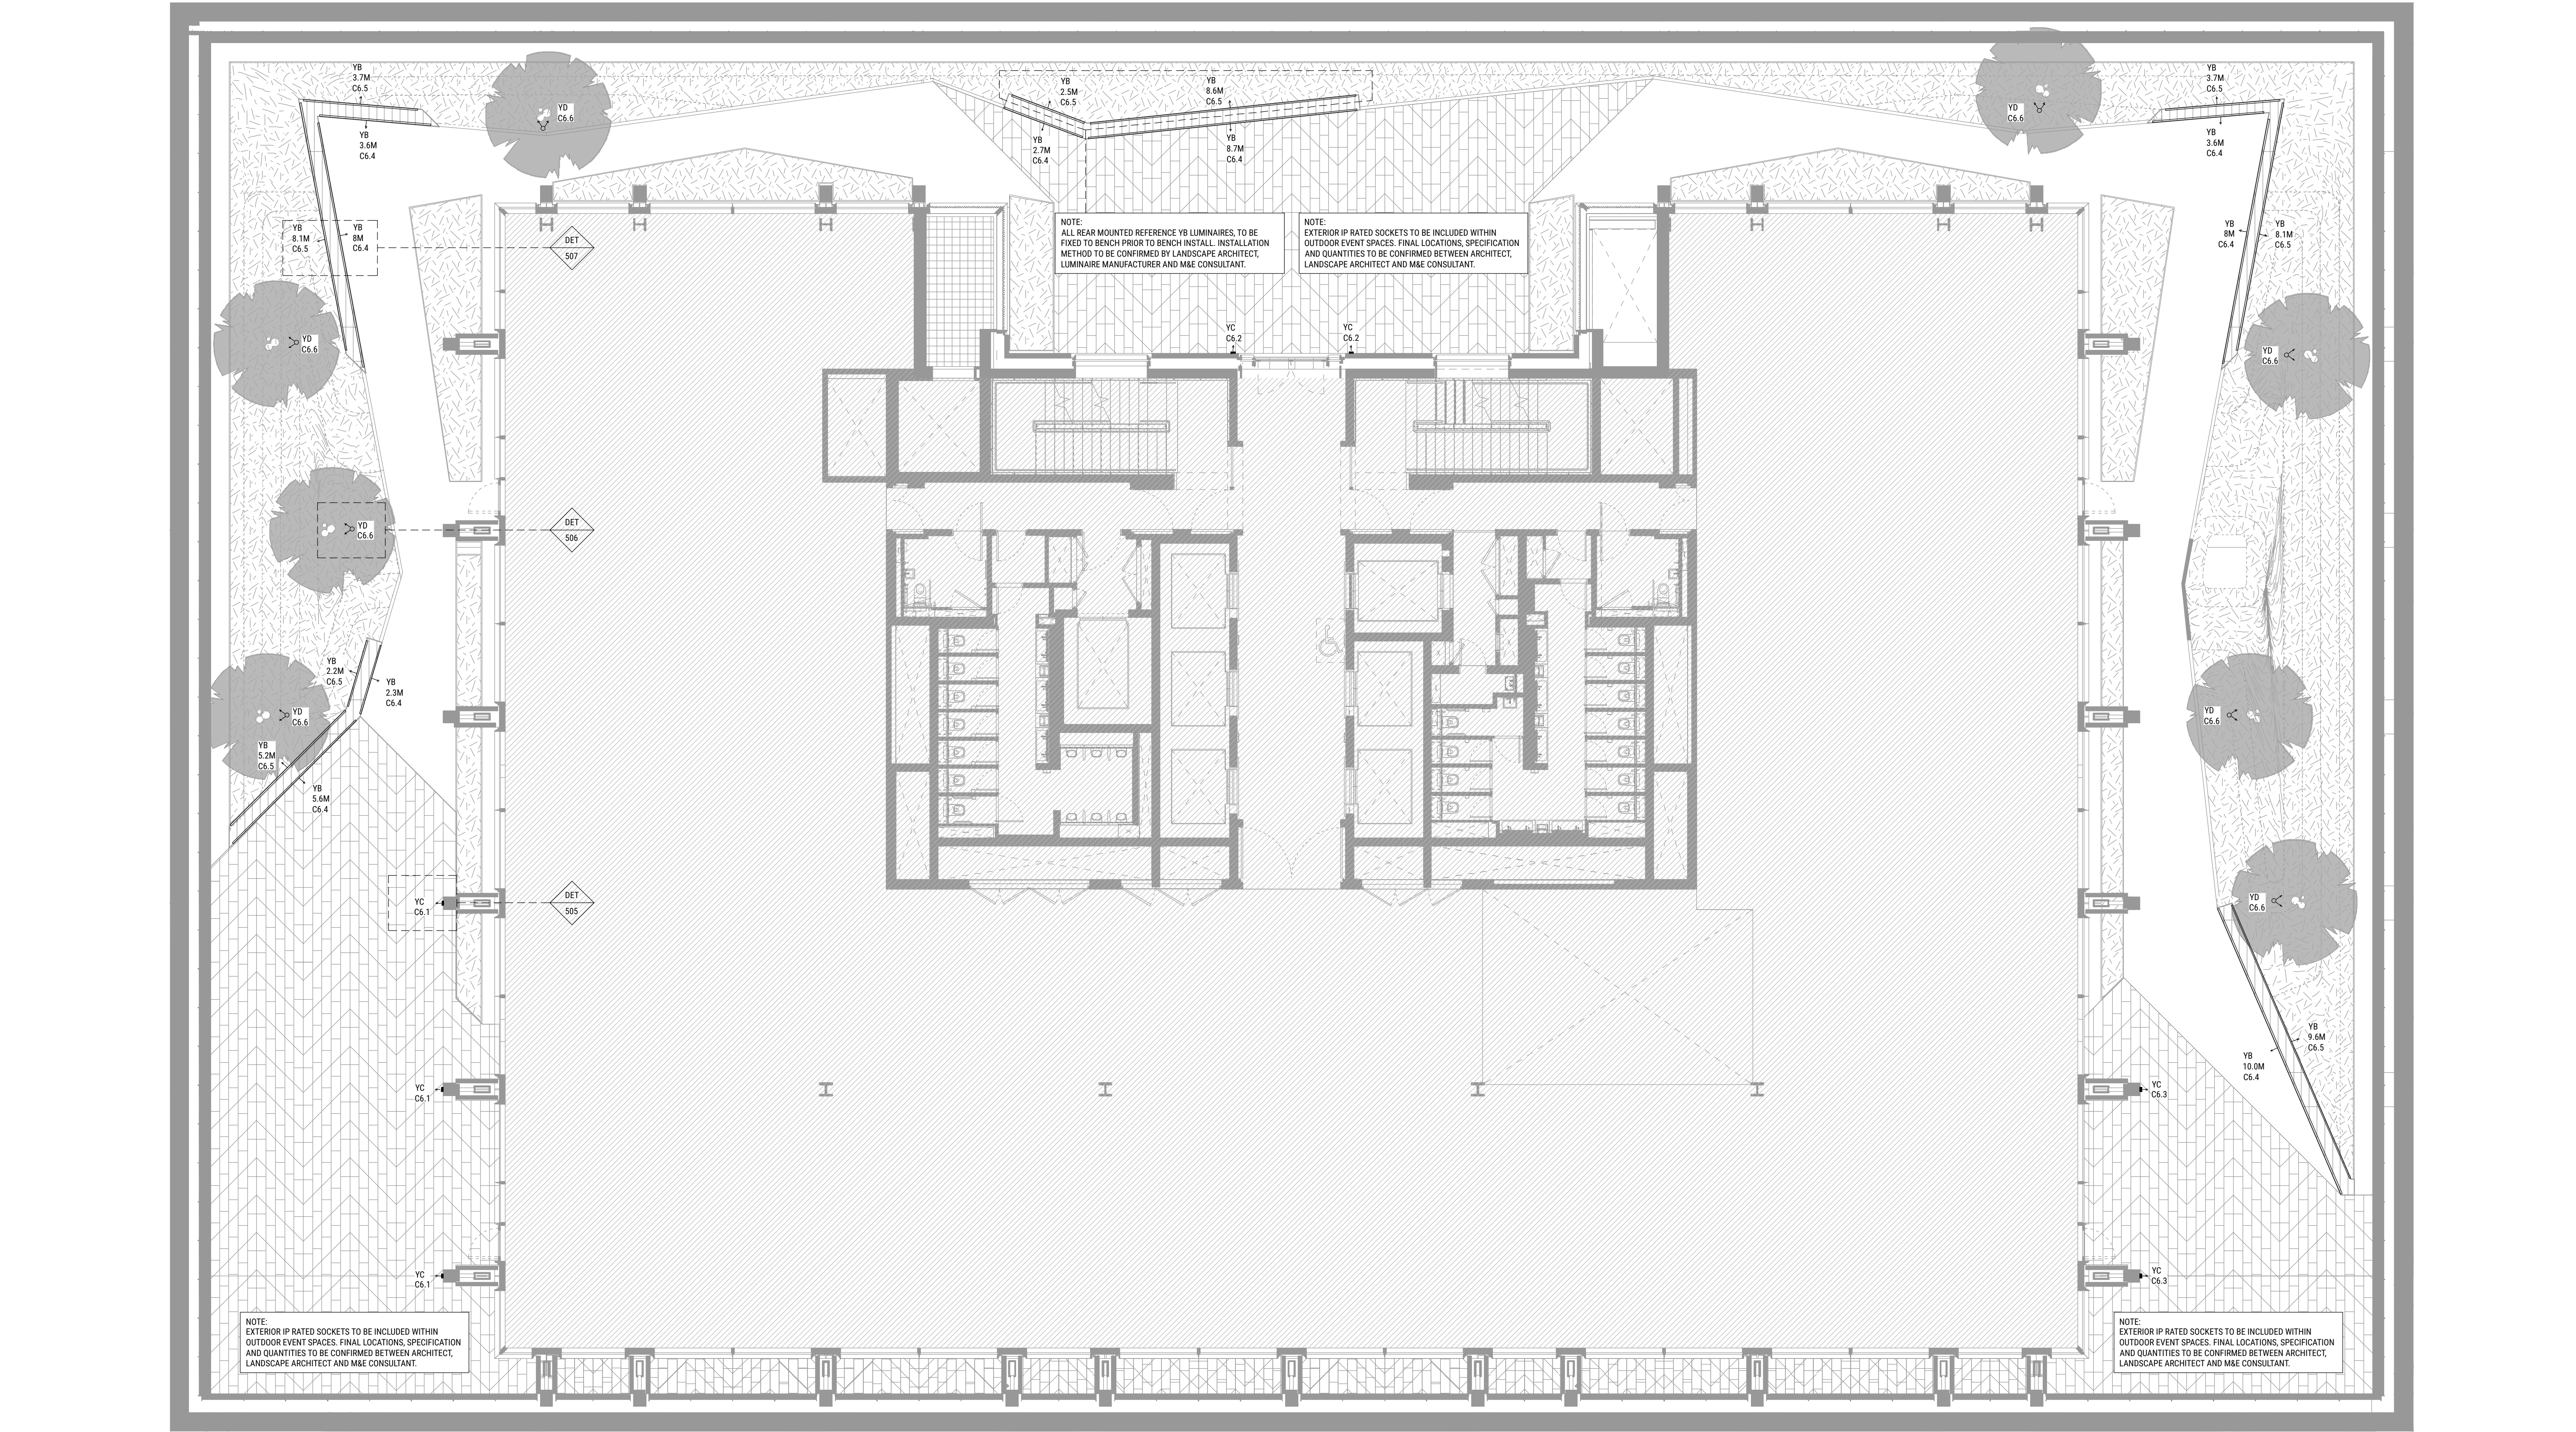 YB
3.7M
C6.5
YB
3.6M
C6.4
YD
C6.6
YB
2.5M
C6.5
YB
8.6M
C6.5
YB
2.7M
C6.4
YB
8.7M
C6.4
YD
C6.6
YB
3.7M
C6.5
YB
3.6M
C6.4
YB
8.1M
C6.5
YB
8M
C6.4
DET
507
NOTE:
ALL REAR MOUNTED REFERENCE YB LUMINAIRES, TO BE
FIXED TO BENCH PRIOR TO BENCH INSTALL. INSTALLATION
METHOD TO BE CONFIRMED BY LANDSCAPE ARCHITECT,
LUMINAIRE MANUFACTURER AND M&E CONSULTANT.
NOTE:
EXTERIOR IP RATED SOCKETS TO BE INCLUDED WITHIN
OUTDOOR EVENT SPACES. FINAL LOCATIONS, SPECIFICATION
AND QUANTITIES TO BE CONFIRMED BETWEEN ARCHITECT,
LANDSCAPE ARCHITECT AND M&E CONSULTANT.
YB
8M
C6.4
YB
8.1M
C6.5
YD
C6.6
YC
C6.2
YC
C6.2
YD
C6.6
YD
C6.6
DET
506
YB
2.2M
C6.5
YB
2.3M
C6.4
YD
C6.6
YD
C6.6
YB
5.2M
C6.5
YB
5.6M
C6.4
YC
C6.1
DET
505
YD
C6.6
YB
9.6M
C6.5
YB
10.0M
C6.4
YC
C6.1
YC
C6.3
YC
C6.1
YC
C6.3
NOTE:
EXTERIOR IP RATED SOCKETS TO BE INCLUDED WITHIN
OUTDOOR EVENT SPACES. FINAL LOCATIONS, SPECIFICATION
AND QUANTITIES TO BE CONFIRMED BETWEEN ARCHITECT,
LANDSCAPE ARCHITECT AND M&E CONSULTANT.
NOTE:
EXTERIOR IP RATED SOCKETS TO BE INCLUDED WITHIN
OUTDOOR EVENT SPACES. FINAL LOCATIONS, SPECIFICATION
AND QUANTITIES TO BE CONFIRMED BETWEEN ARCHITECT,
LANDSCAPE ARCHITECT AND M&E CONSULTANT.